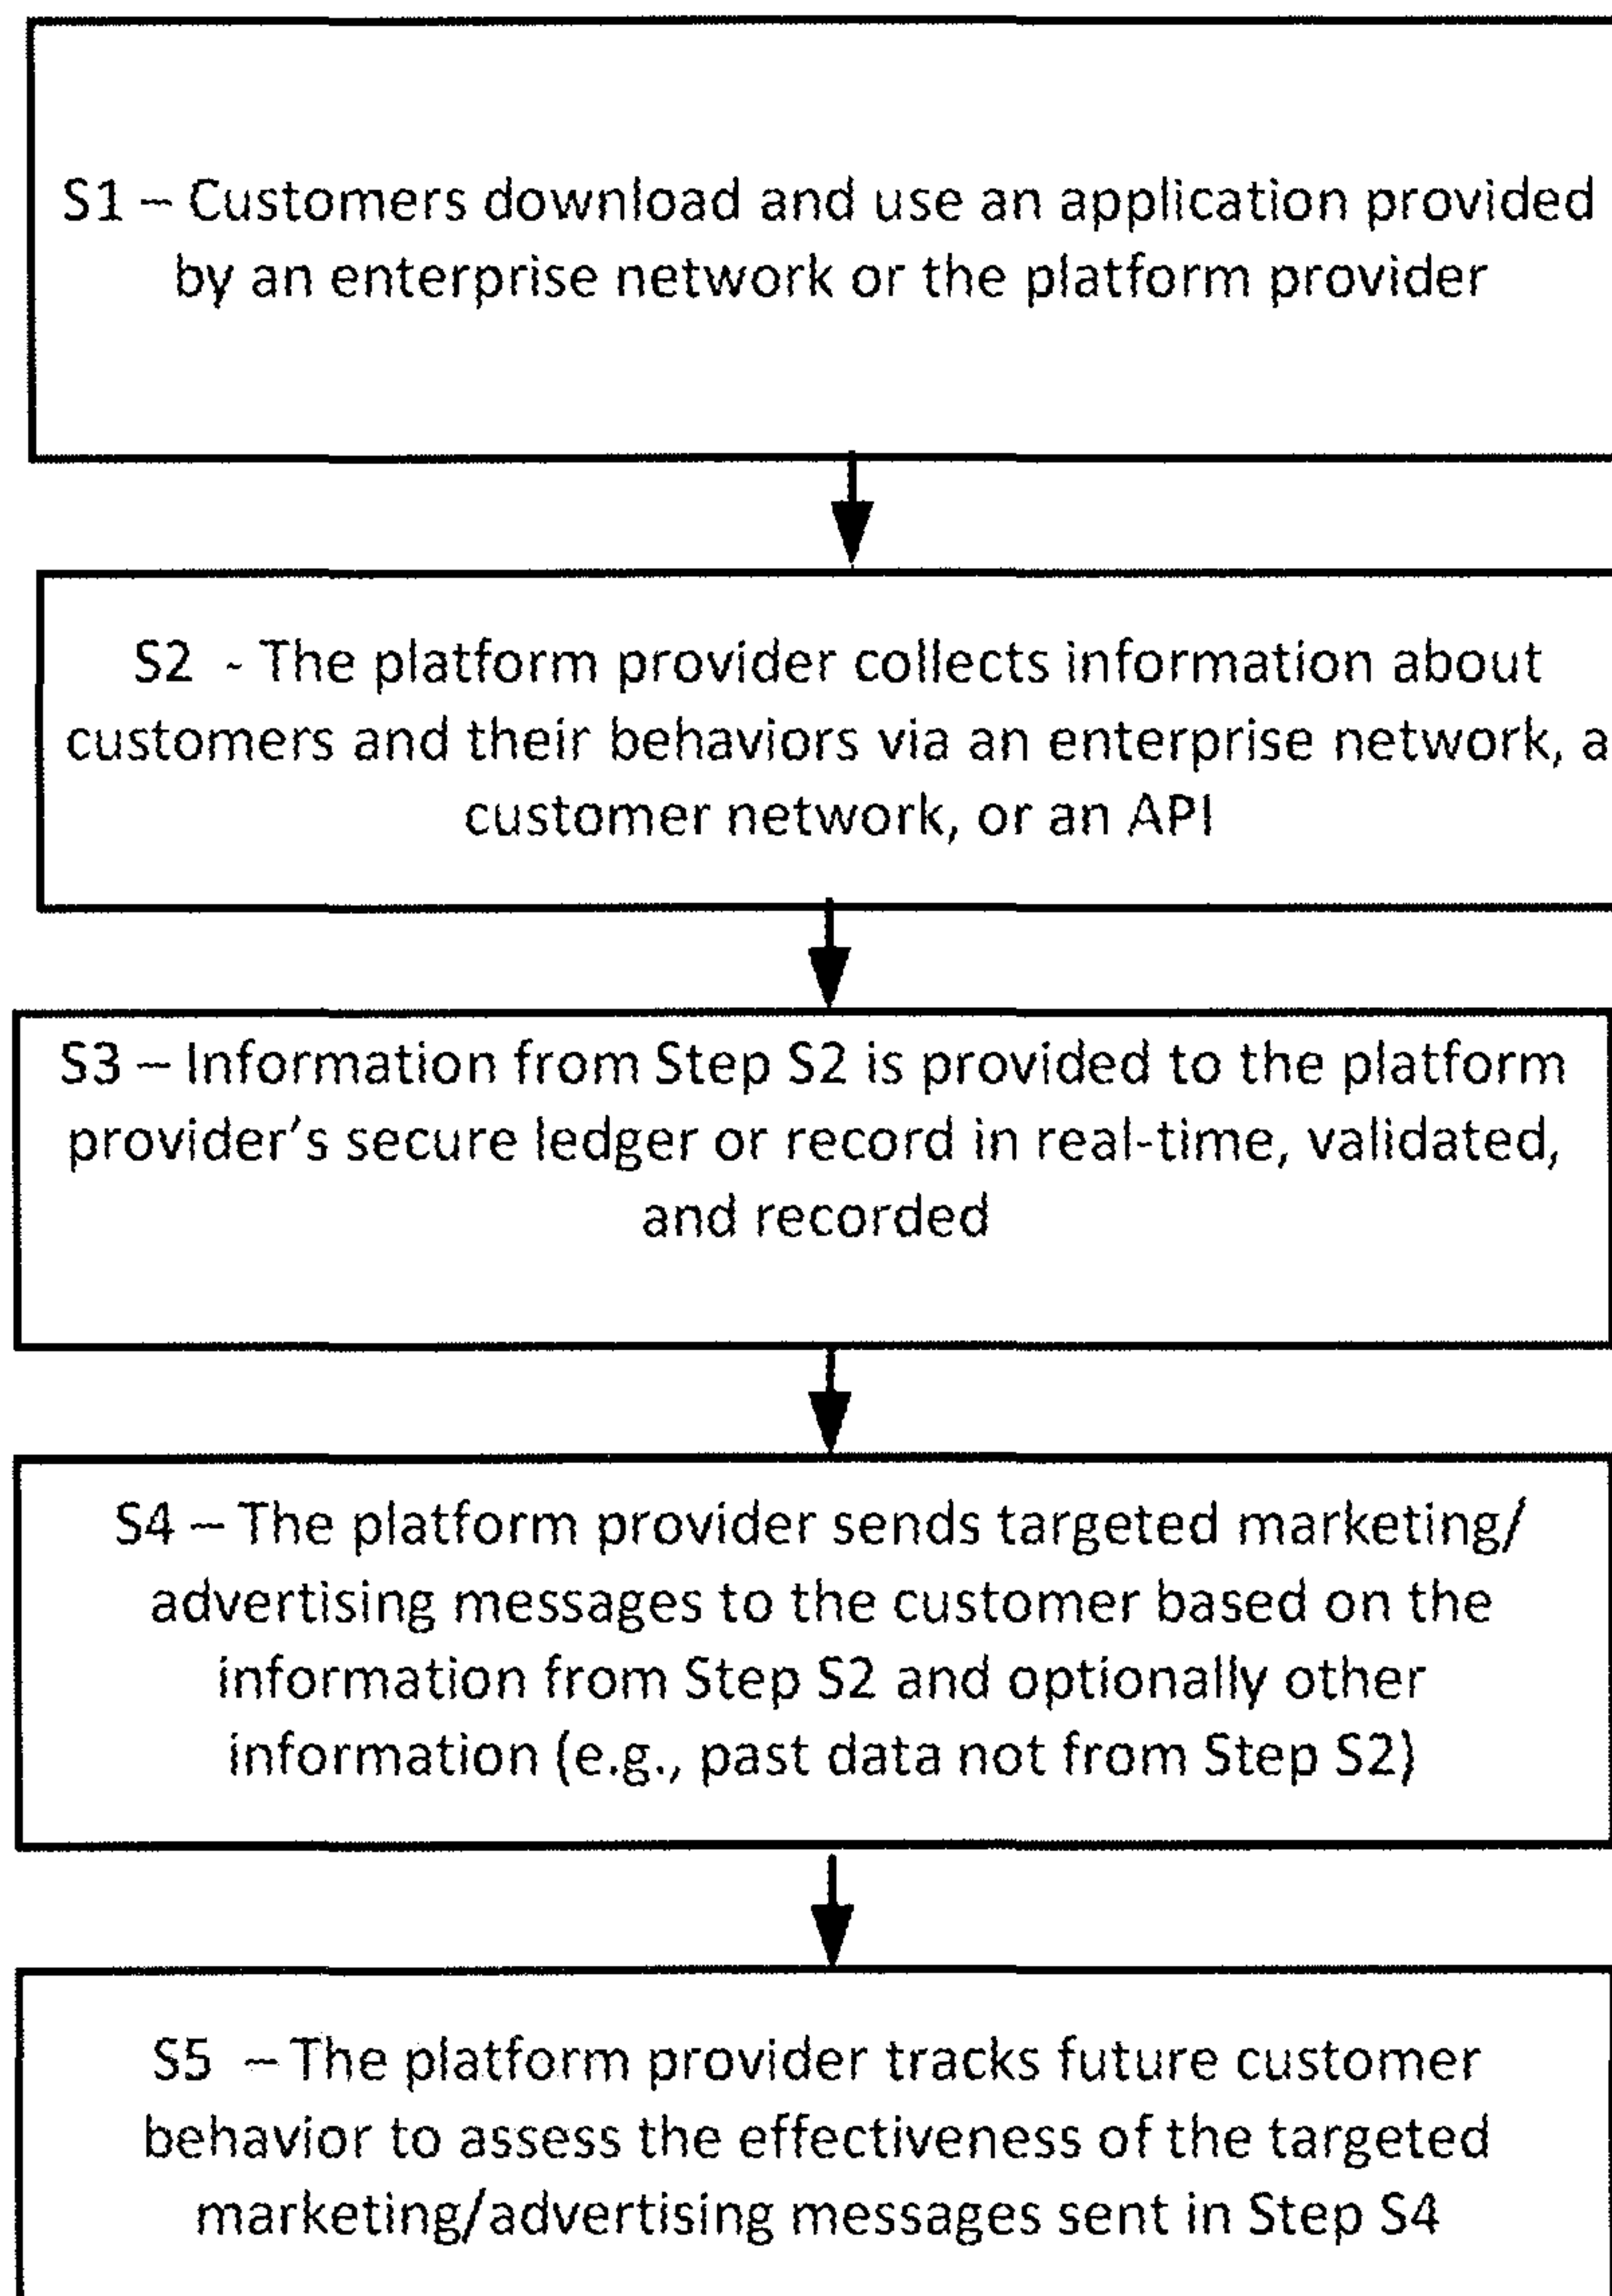 S1 – Customers download and use an application provided
by an enterprise network or the platform provider
S2 - The platform provider collects information about
customers and their behaviors via an enterprise network, a
customer network, or an API
S3 – Information from Step S2 is provided to the platform
provider’s secure ledger or record in real-time, validated,
and recorded
S4 – The platform provider sends targeted marketing/
advertising messages to the customer based on the
information from Step S2 and optionally other
information (e.g., past data not from Step S2)
S5 – The platform provider tracks future customer
behavior to assess the effectiveness of the targeted
marketing/advertising messages sent in Step S4